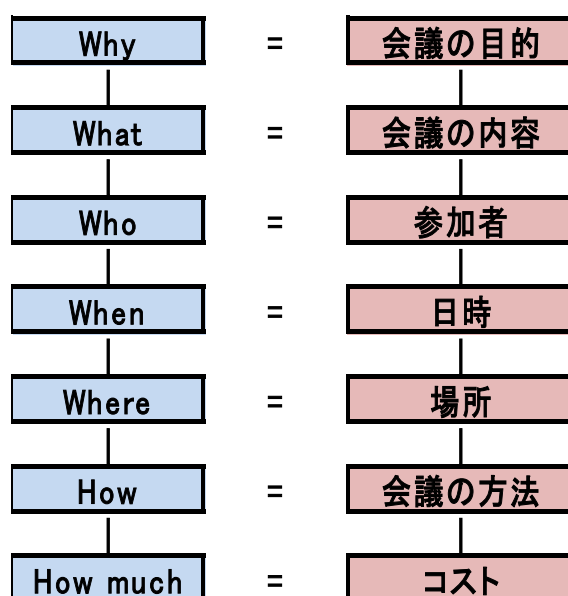 Why = 会議の目的
What = 会議の内容
Who = 参加者
When = 日時
Where = 場所
How = 会議の方法
How much = コスト